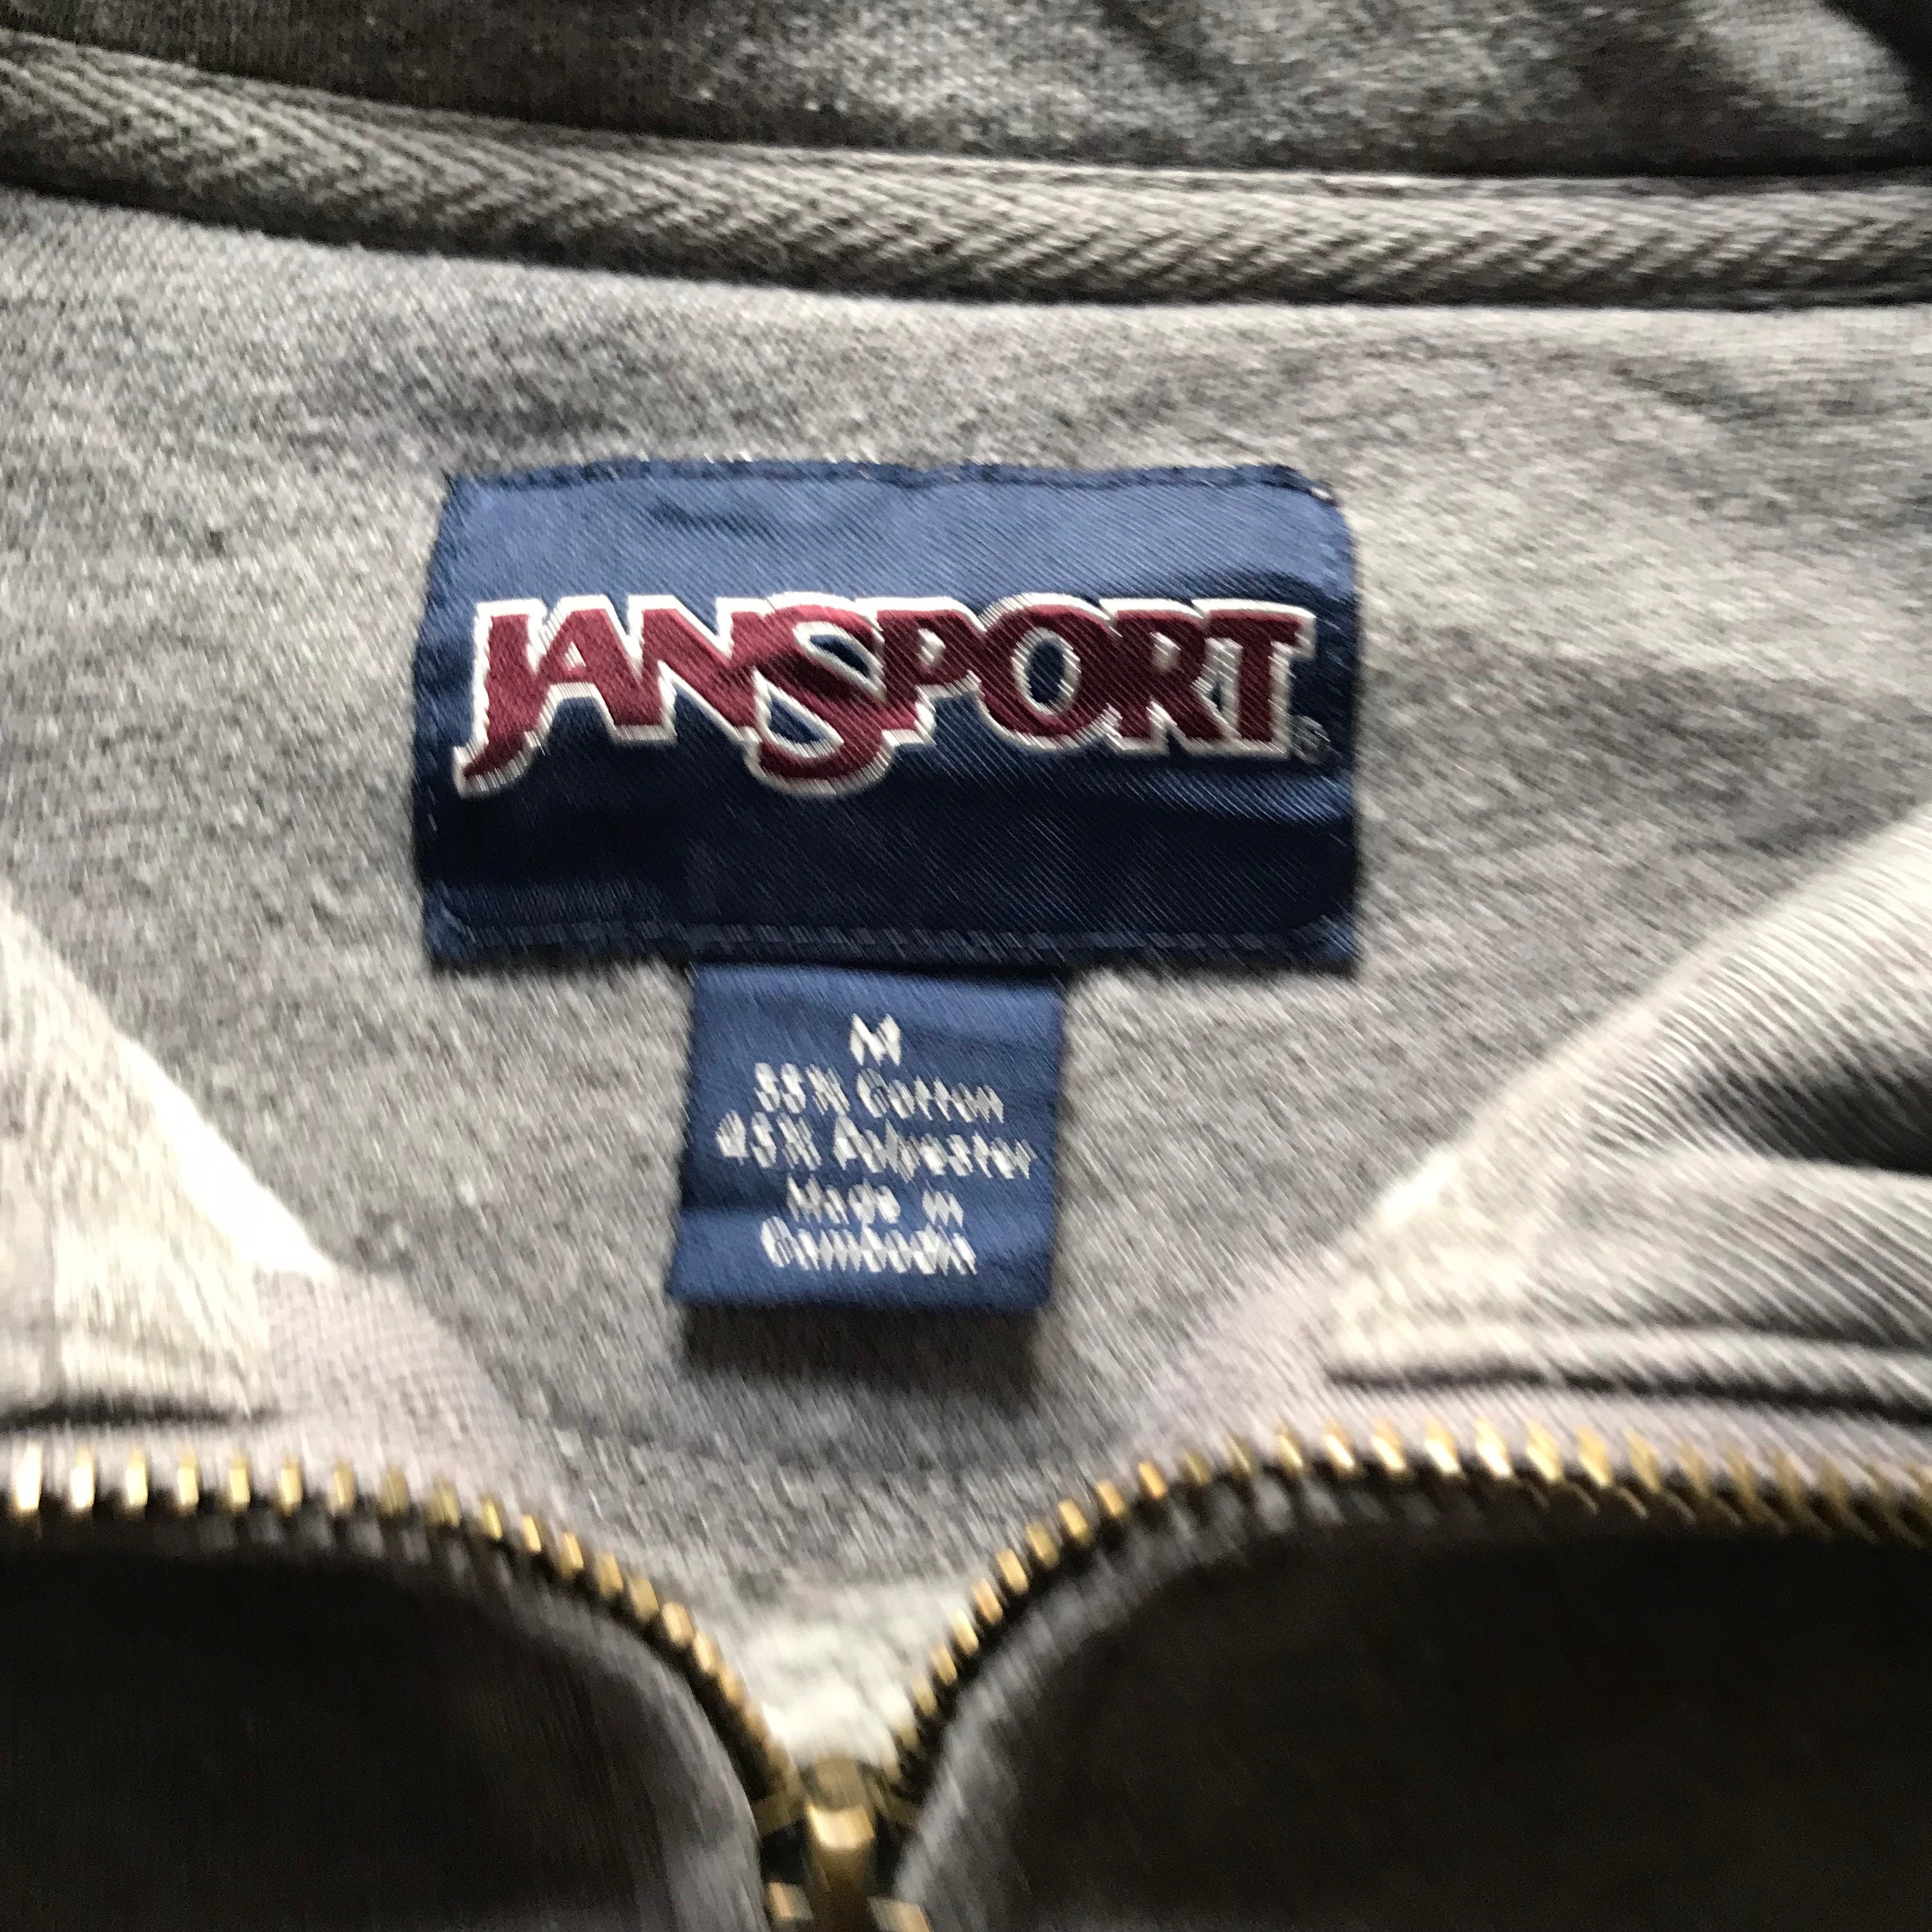 JANSPORT
M
55% Cotton
45% Polyester
Made in
Cambodia